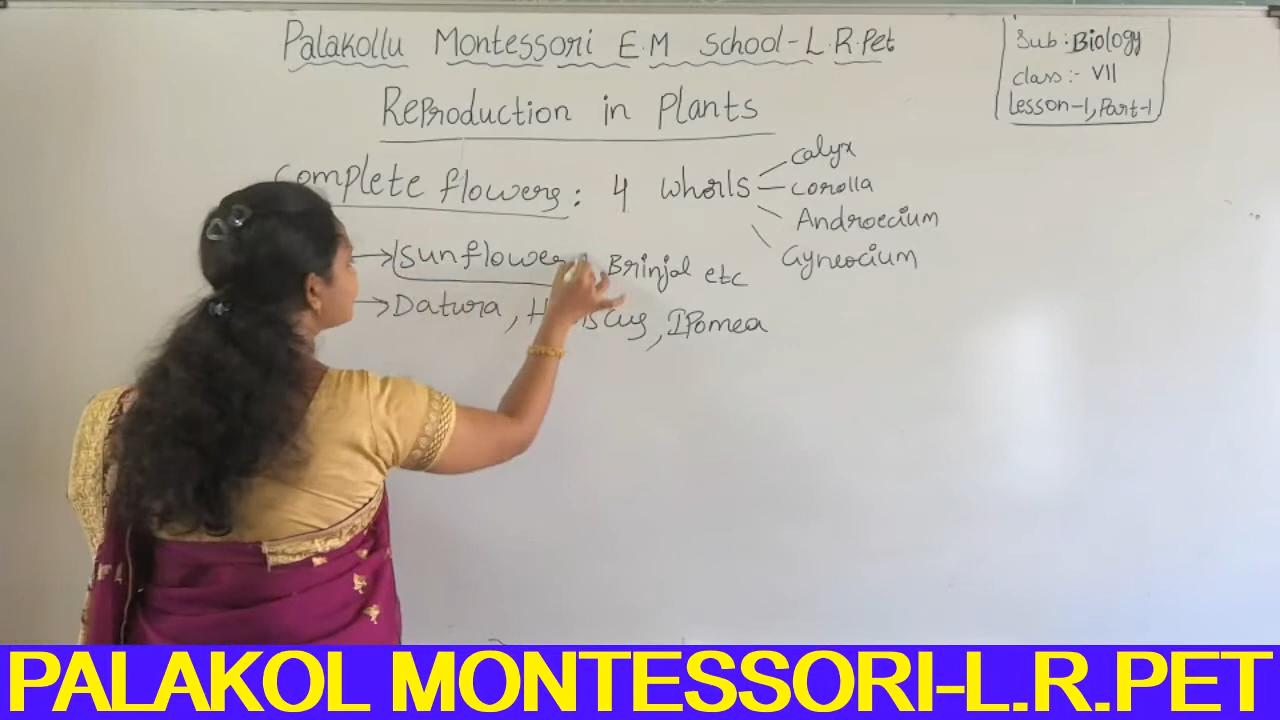 Palakollu Montessori E.M School-L.R.Pet
Sub: Biology
class:- VII
Lesson-1, Part-1
Reproduction in Plants
complete flowers: 4 whorls
calyx
corolla
Androecium
Gyneocium
→ Sunflower, Brinjal etc
→ Datura, Hibiscus, IPomea
PALAKOL MONTESSORI-L.R.PET